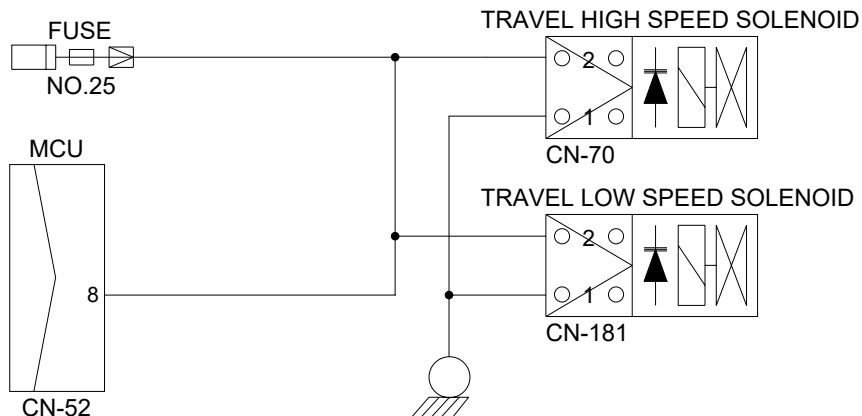 FUSE
NO.25
TRAVEL HIGH SPEED SOLENOID
2
1
CN-70
MCU
8
CN-52
TRAVEL LOW SPEED SOLENOID
2
1
CN-181